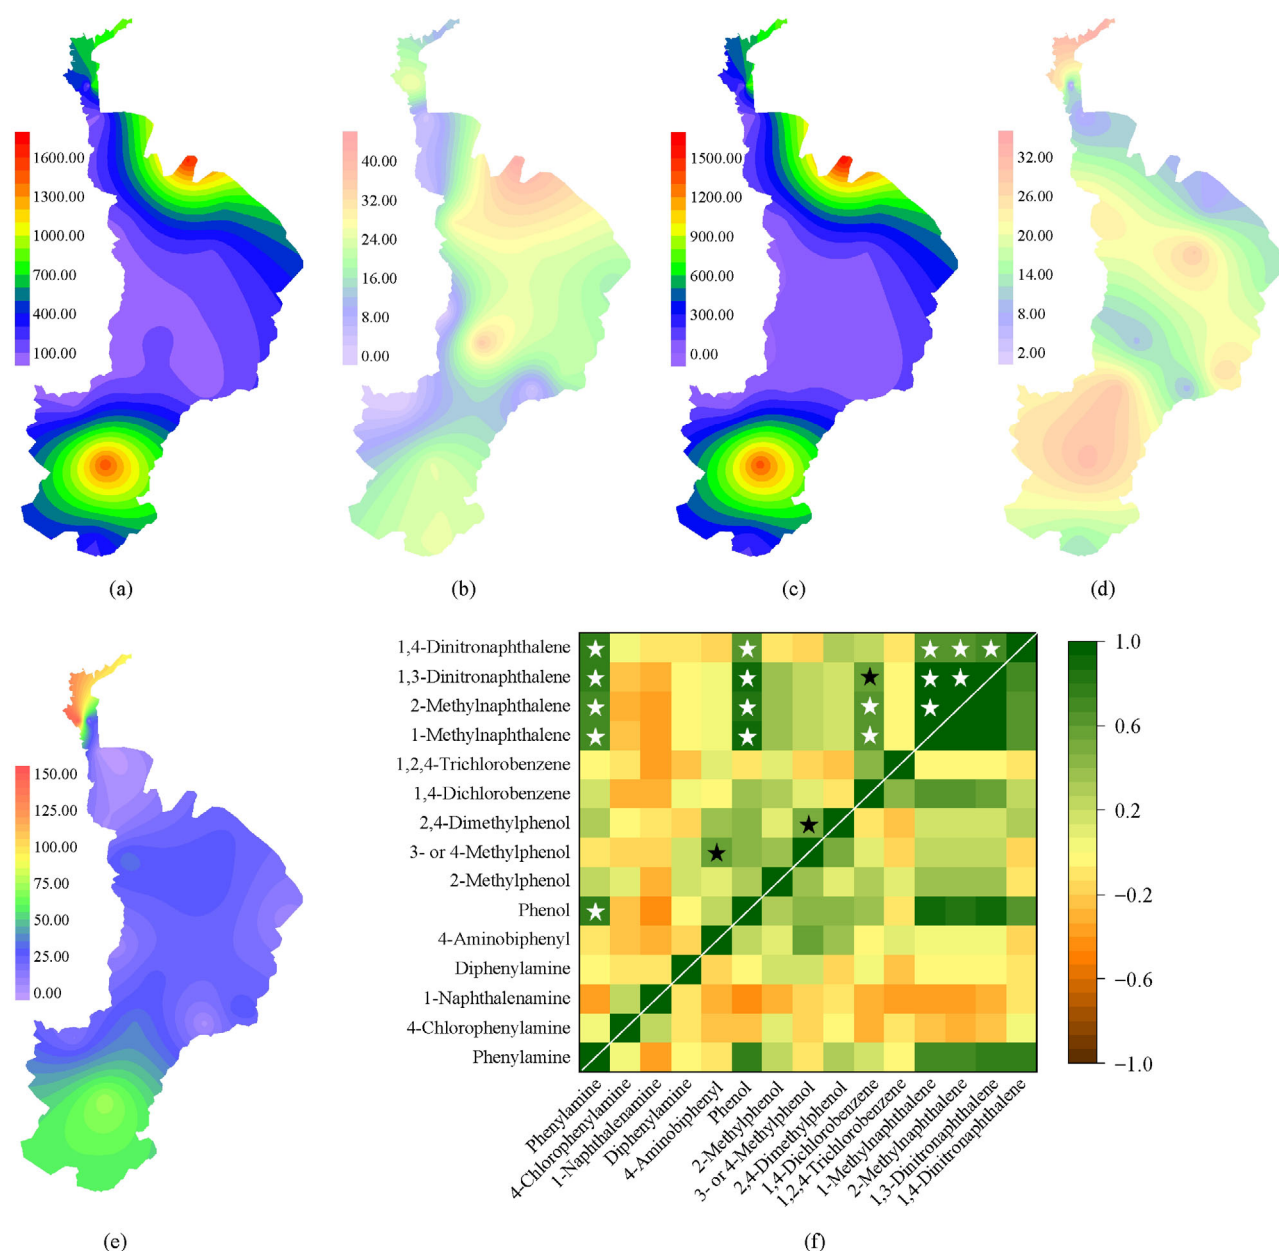 1600.00
1300.00
1000.00
700.00
400.00
100.00
(a)
40.00
32.00
24.00
16.00
8.00
0.00
(b)
1500.00
1200.00
900.00
600.00
300.00
0.00
(c)
32.00
26.00
20.00
14.00
8.00
2.00
(d)
150.00
125.00
100.00
75.00
50.00
25.00
0.00
(e)
1,4-Dinitronaphthalene
1,3-Dinitronaphthalene
2-Methylnaphthalene
1-Methylnaphthalene
1,2,4-Trichlorobenzene
1,4-Dichlorobenzene
2,4-Dimethylphenol
3- or 4-Methylphenol
2-Methylphenol
Phenol
4-Aminobiphenyl
Diphenylamine
1-Naphthalenamine
4-Chlorophenylamine
Phenylamine
Phenylamine
4-Chlorophenylamine
1-Naphthalenamine
Diphenylamine
4-Aminobiphenyl
Phenol
2-Methylphenol
3- or 4-Methylphenol
2,4-Dimethylphenol
1,4-Dichlorobenzene
1,2,4-Trichlorobenzene
1-Methylnaphthalene
2-Methylnaphthalene
1,3-Dinitronaphthalene
1,4-Dinitronaphthalene
1.0
0.6
0.2
−0.2
−0.6
−1.0
(f)